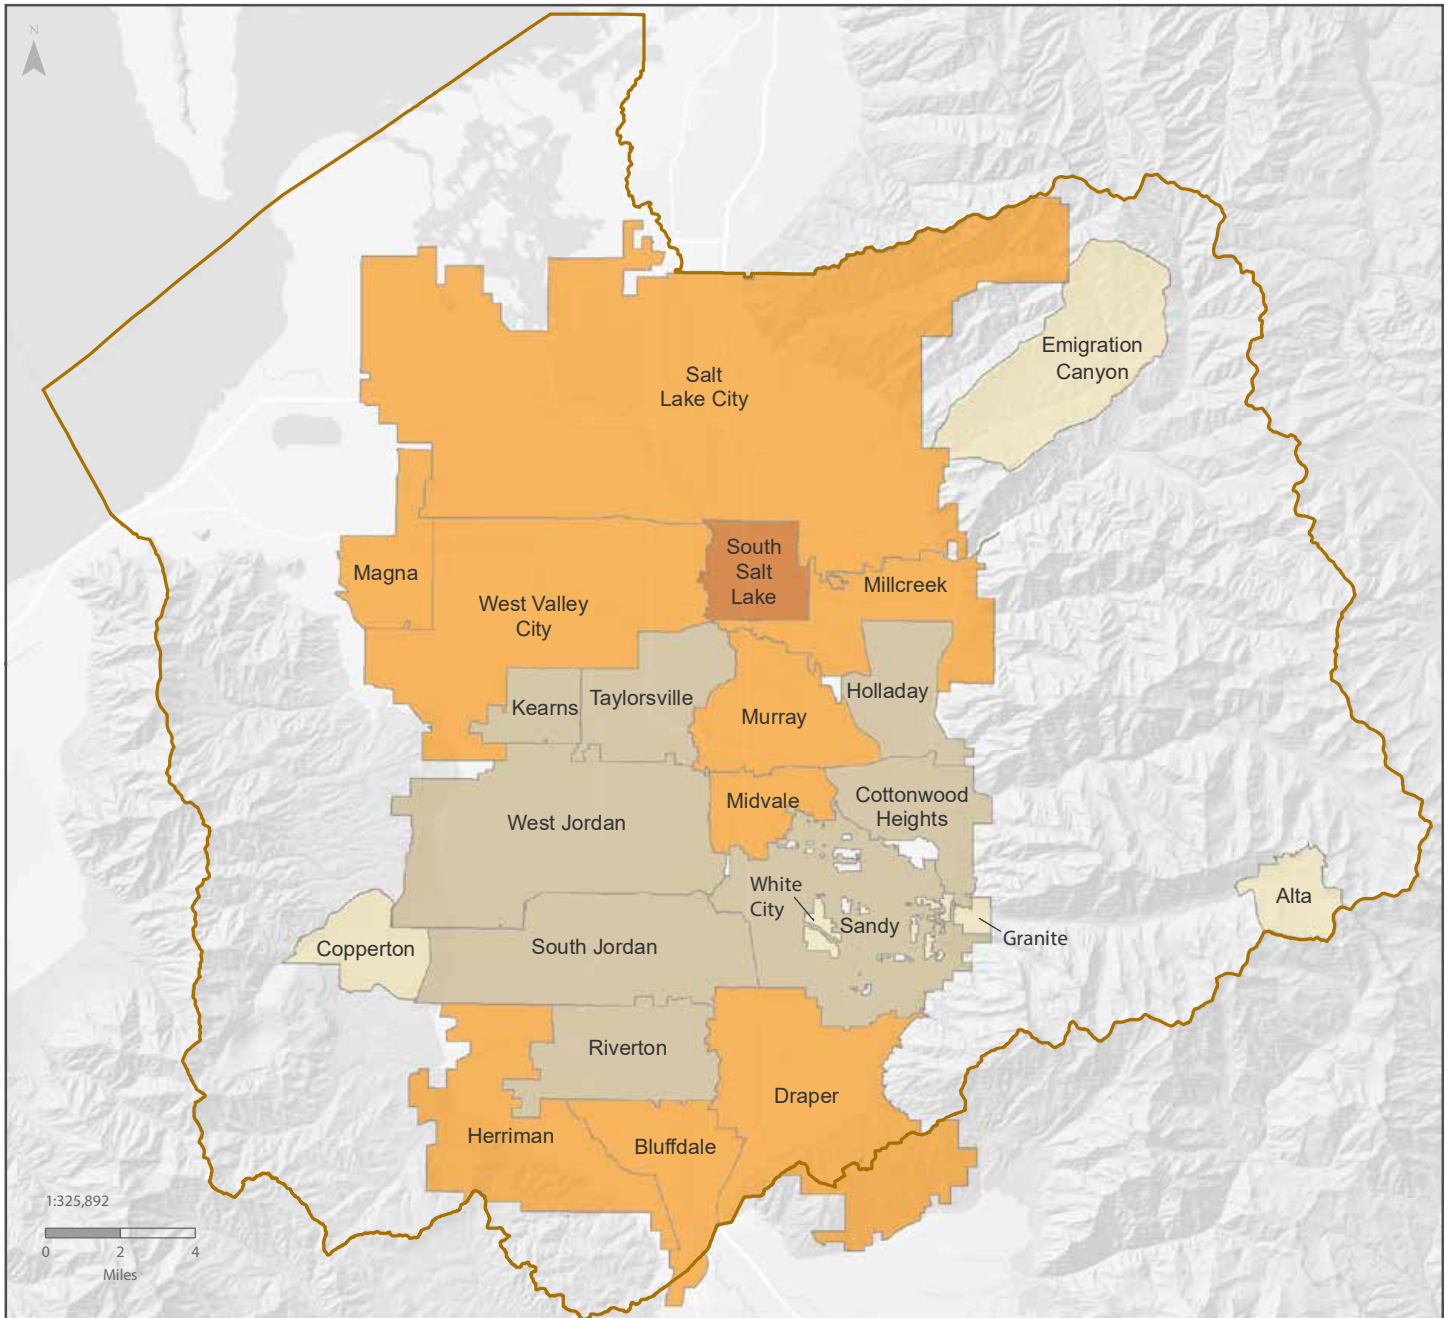 N
Emigration
Canyon
Salt
Lake City
South
Salt
Lake
Magna
Millcreek
West Valley
City
Kearns
Taylorsville
Holladay
Murray
Midvale
Cottonwood
Heights
West Jordan
White
City
Alta
Sandy
Granite
Copperton
South Jordan
Riverton
Draper
Herriman
Bluffdale
1:325,892
0 2 4
Miles